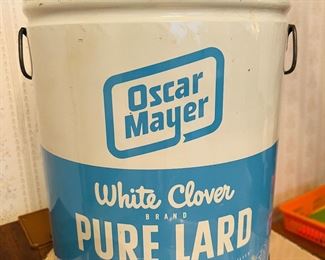 Oscar
Mayer
White Clover
BRAND
PURE LARD